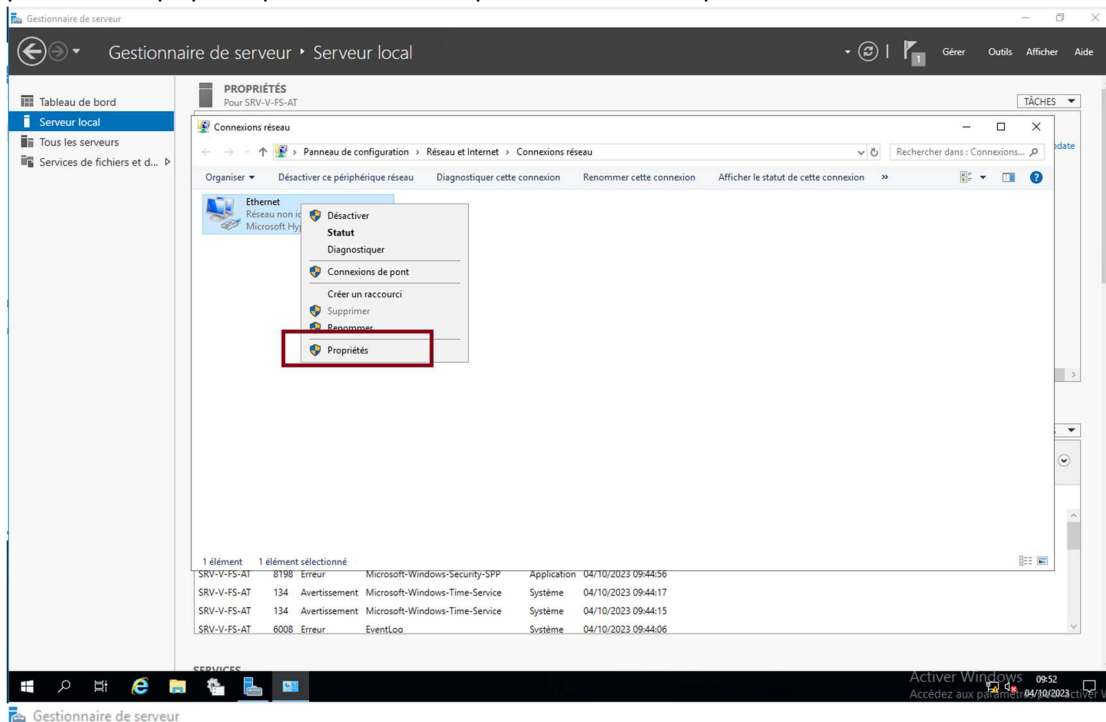 Gestionnaire de serveur
Gestionnaire de serveur ‣ Serveur local
1
Gérer Outils Afficher Aide
Tableau de bord
Serveur local
Tous les serveurs
Services de fichiers et d...
PROPRIÉTÉS
Pour SRV-V-FS-AT
TÂCHES
Connexions réseau
Panneau de configuration > Réseau et Internet > Connexions réseau
Rechercher dans : Connexions...
Organiser Désactiver ce périphérique réseau Diagnostiquer cette connexion Renommer cette connexion Afficher le statut de cette connexion »
Ethernet
Réseau non
Microsoft
Désactiver
Statut
Diagnostiquer
Connexions de pont
Créer un raccourci
Supprimer
Renommer
Propriétés
1 élément 1 élément sélectionné
SRV-V-FS-AT 8198 Erreur Microsoft-Windows-Security-SPP Application 04/10/2023 09:44:56
SRV-V-FS-AT 134 Avertissement Microsoft-Windows-Time-Service Système 04/10/2023 09:44:17
SRV-V-FS-AT 134 Avertissement Microsoft-Windows-Time-Service Système 04/10/2023 09:44:15
SRV-V-FS-AT 6008 Erreur EventLog Système 04/10/2023 09:44:06
SERVICES
Activer Windows
Accédez aux
09:52
04/10/2023
Gestionnaire de serveur